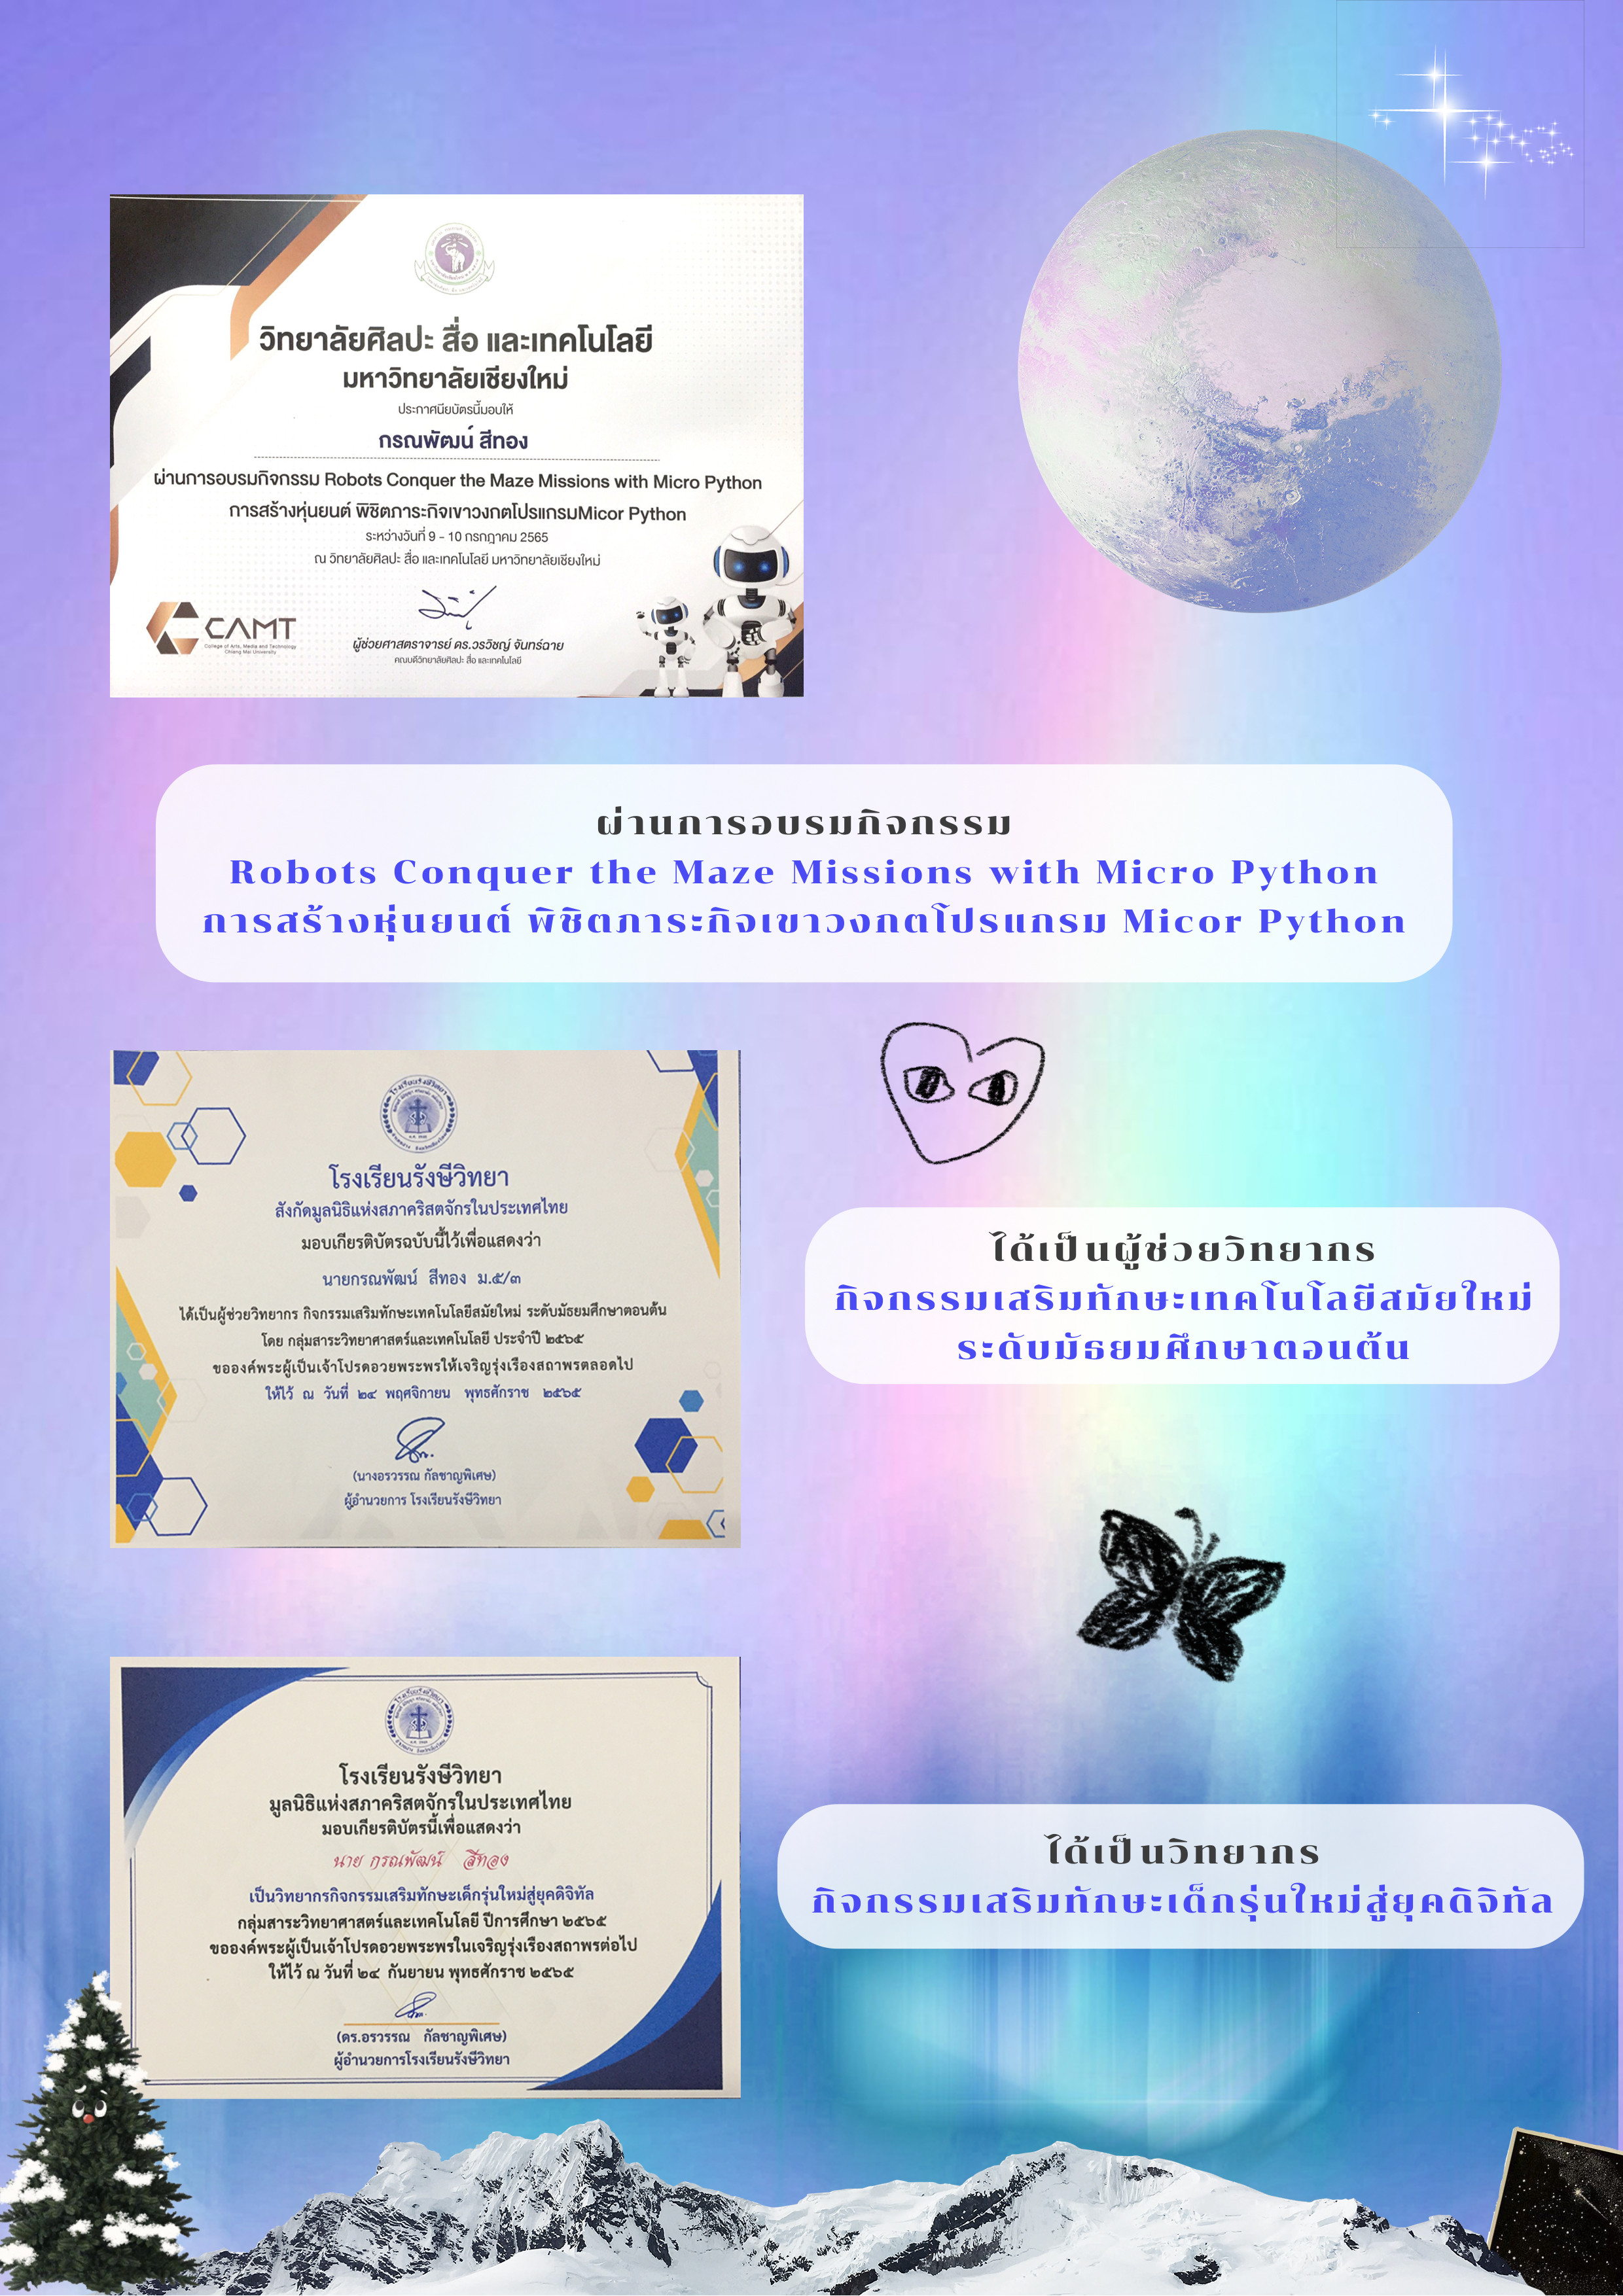 วิทยาลัยศิลปะ สื่อ และเทคโนโลยี
มหาวิทยาลัยเชียงใหม่
ประกาศนียบัตรนี้มอบให้
กรณพัฒน์ สีทอง
ผ่านการอบรมกิจกรรม Robots Conquer the Maze Missions with Micro Python
การสร้างหุ่นยนต์ พิชิตภาระกิจเขาวงกตโปรแกรมMicor Python
ระหว่างวันที่ 9 - 10 กรกฎาคม 2565
ณ วิทยาลัยศิลปะ สื่อ และเทคโนโลยี มหาวิทยาลัยเชียงใหม่
CAMT
College of Arts, Media and Technology
Chiang Mai University
ผู้ช่วยศาสตราจารย์ ดร.วรวิชญ์ จันทร์ฉาย
คณบดีวิทยาลัยศิลปะ สื่อ และเทคโนโลยี
ผ่านการอบรมกิจกรรม
Robots Conquer the Maze Missions with Micro Python
การสร้างหุ่นยนต์ พิชิตภาระกิจเขาวงกตโปรแกรม Micor Python
โรงเรียนรังษีวิทยา
สังกัดมูลนิธิแห่งสภาคริสตจักรในประเทศไทย
มอบเกียรติบัตรฉบับนี้ไว้เพื่อแสดงว่า
นายกรณพัฒน์ สีทอง ม.๕/๓
ได้เป็นผู้ช่วยวิทยากร กิจกรรมเสริมทักษะเทคโนโลยีสมัยใหม่ ระดับมัธยมศึกษาตอนต้น
โดย กลุ่มสาระวิทยาศาสตร์และเทคโนโลยี ประจำปี ๒๕๖๕
ขอองค์พระผู้เป็นเจ้าโปรดอวยพระพรให้เจริญรุ่งเรืองสถาพรตลอดไป
ให้ไว้ ณ วันที่ ๒๔ พฤศจิกายน พุทธศักราช ๒๕๖๕
(นางอรวรรณ กัลชาญพิเศษ)
ผู้อำนวยการ โรงเรียนรังษีวิทยา
ได้เป็นผู้ช่วยวิทยากร
กิจกรรมเสริมทักษะเทคโนโลยีสมัยใหม่
ระดับมัธยมศึกษาตอนต้น
โรงเรียนรังษีวิทยา
มูลนิธิแห่งสภาคริสตจักรในประเทศไทย
มอบเกียรติบัตรนี้เพื่อแสดงว่า
นาย กรณพัฒน์ สีทอง
เป็นวิทยากรกิจกรรมเสริมทักษะเด็กรุ่นใหม่สู่ยุคดิจิทัล
กลุ่มสาระวิทยาศาสตร์และเทคโนโลยี ปีการศึกษา ๒๕๖๕
ขอองค์พระผู้เป็นเจ้าโปรดอวยพระพรในเจริญรุ่งเรืองสถาพรต่อไป
ให้ไว้ ณ วันที่ ๒๔ กันยายน พุทธศักราช ๒๕๖๕
(ดร.อรวรรณ กัลชาญพิเศษ)
ผู้อำนวยการโรงเรียนรังษีวิทยา
ได้เป็นวิทยากร
กิจกรรมเสริมทักษะเด็กรุ่นใหม่สู่ยุคดิจิทัล